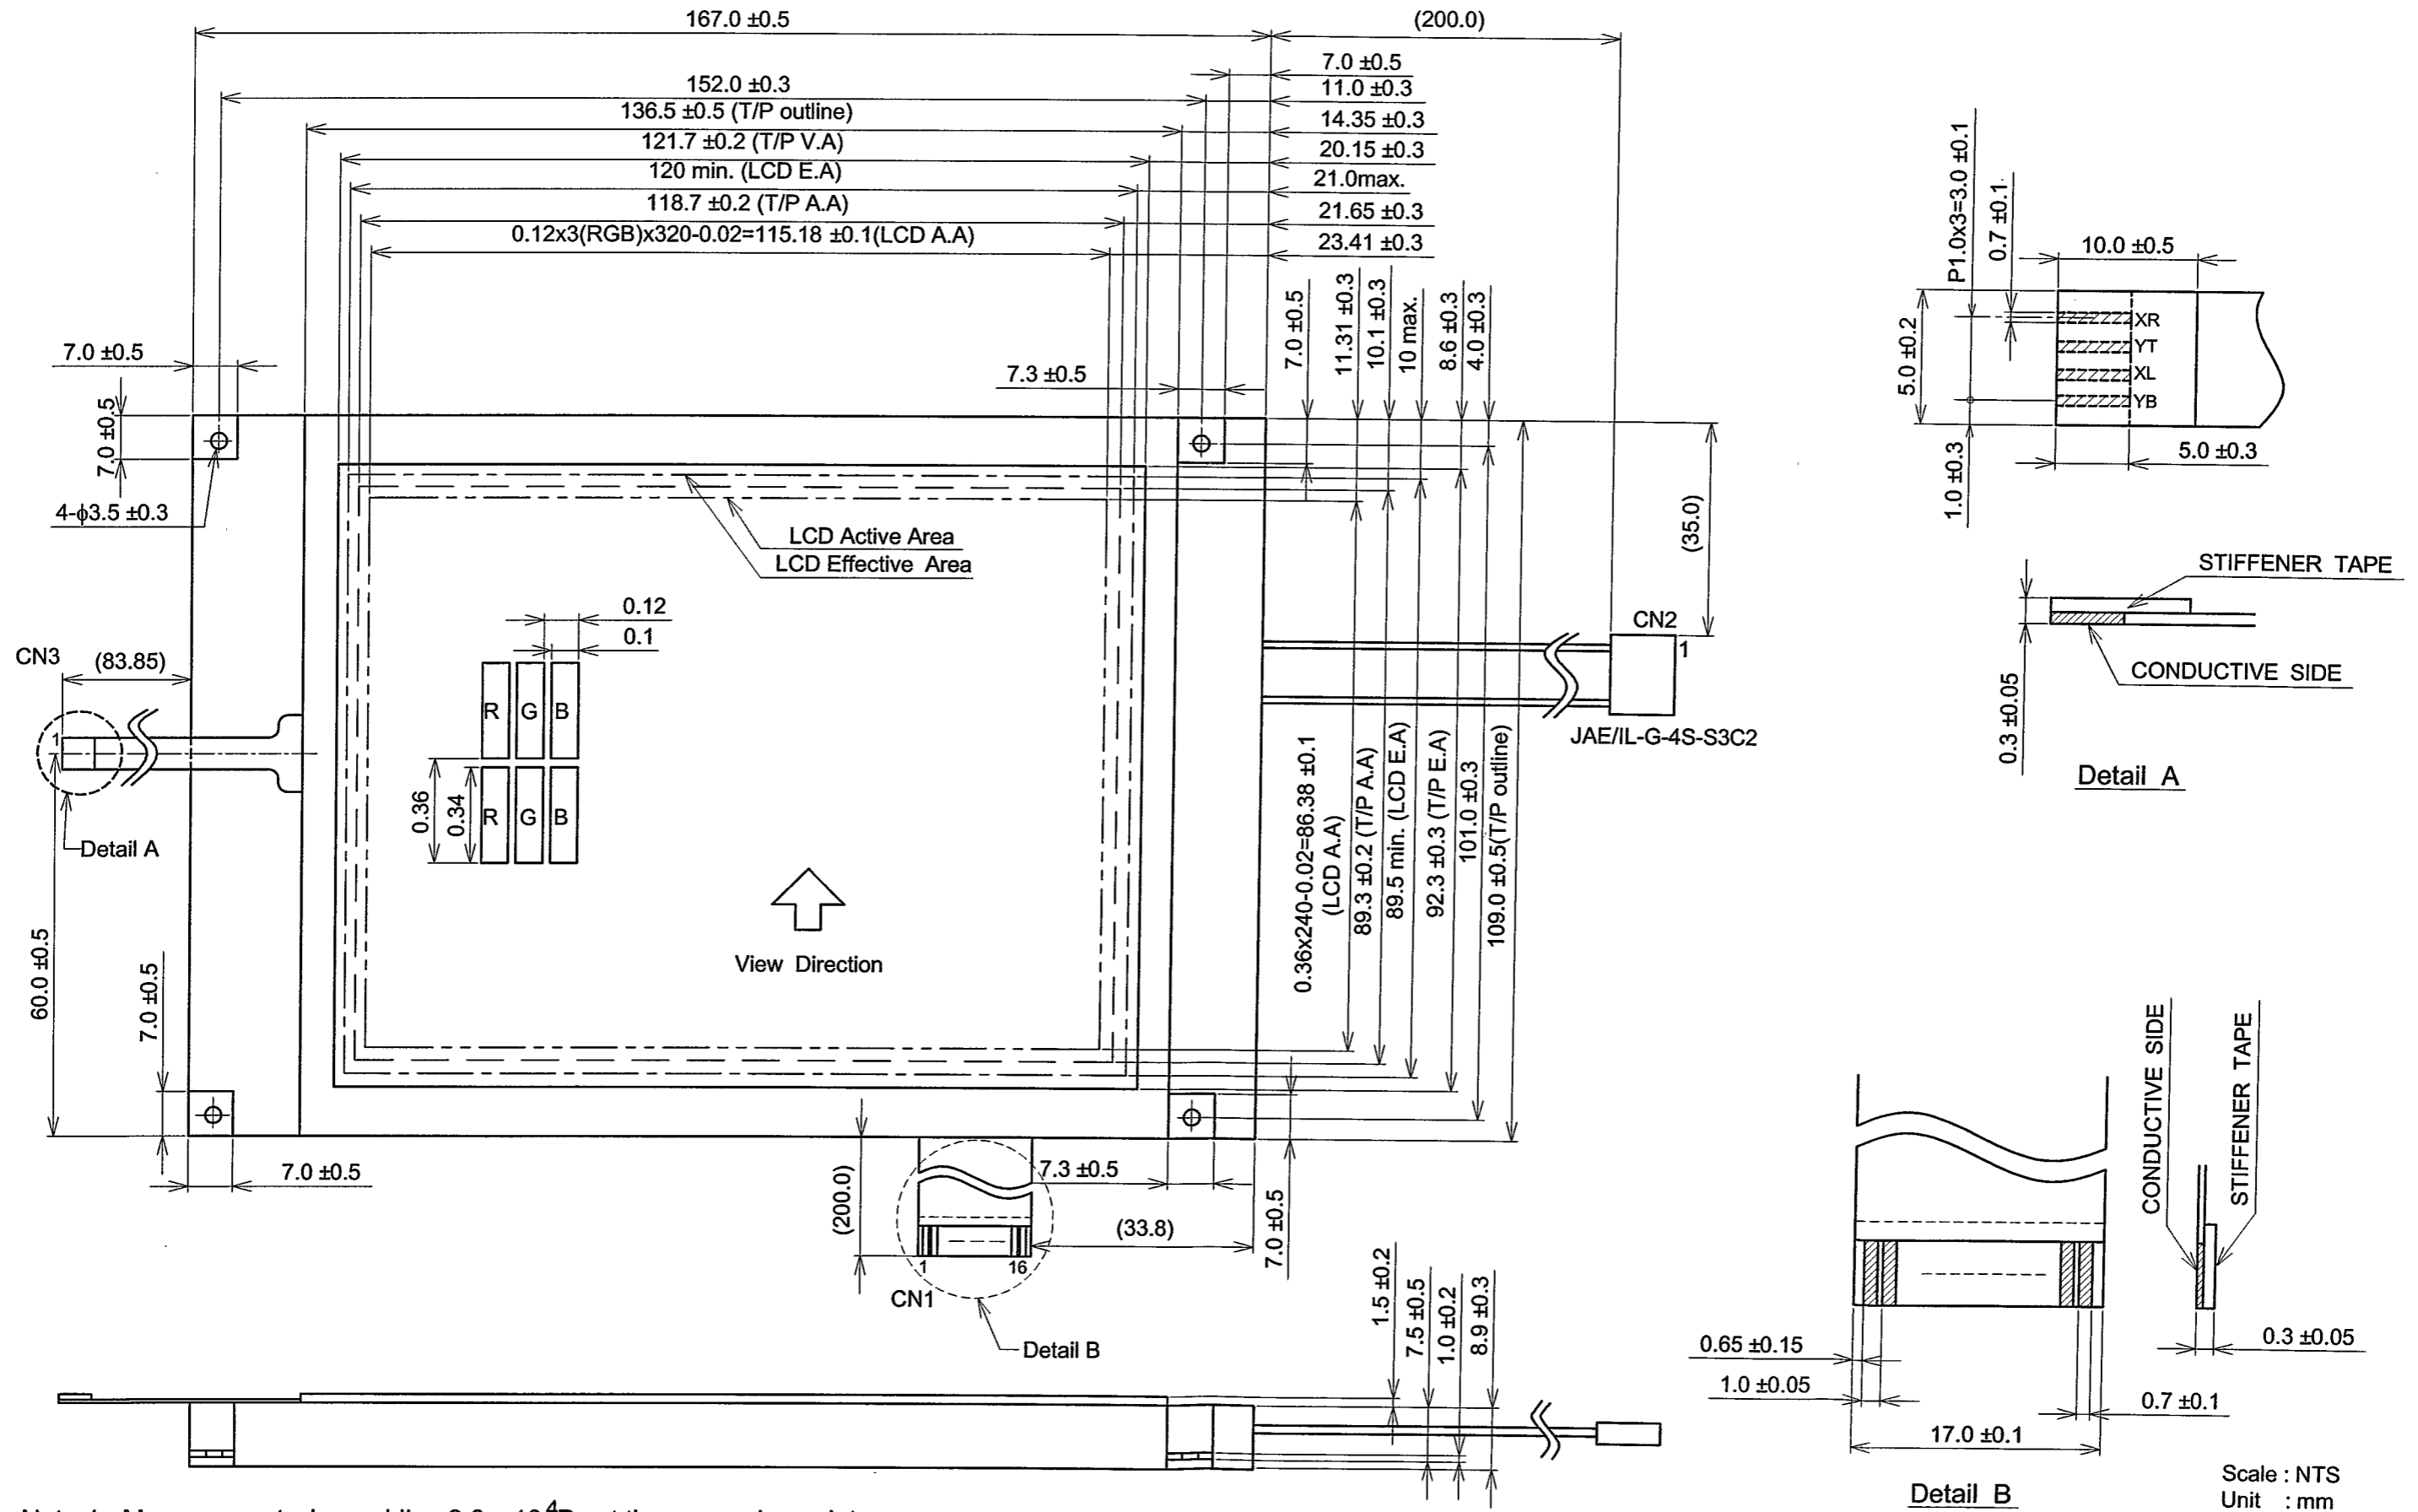 167.0 ±0.5
(200.0)
7.0 ±0.5
152.0 ±0.3
11.0 ±0.3
136.5 ±0.5 (T/P outline)
14.35 ±0.3
121.7 ±0.2 (T/P V.A)
20.15 ±0.3
120 min. (LCD E.A)
21.0max.
118.7 ±0.2 (T/P A.A)
21.65 ±0.3
0.12x3(RGB)x320-0.02=115.18 ±0.1(LCD A.A)
23.41 ±0.3
7.0 ±0.5
11.31 ±0.3
10.1 ±0.3
10 max.
8.6 ±0.3
4.0 ±0.3
7.0 ±0.5
7.3 ±0.5
7.0 ±0.5
4-ϕ3.5 ±0.3
LCD Active Area
LCD Effective Area
(35.0)
0.12
0.1
CN3
(83.85)
CN2
1
R G B
1
JAE/IL-G-4S-S3C2
0.36
0.34
R G B
Detail A
0.36x240-0.02=86.38 ±0.1
(LCD A.A)
89.3 ±0.2 (T/P A.A)
89.5 min. (LCD E.A)
92.3 ±0.3 (T/P E.A)
101.0 ±0.3
109.0 ±0.5(T/P outline)
View Direction
60.0 ±0.5
7.0 ±0.5
7.0 ±0.5
(200.0)
7.3 ±0.5
(33.8)
7.0 ±0.5
1
16
CN1
Detail B
1.5 ±0.2
7.5 ±0.5
1.0 ±0.2
8.9 ±0.3
P1.0x3=3.0 ±0.1
0.7 ±0.1
10.0 ±0.5
5.0 ±0.2
XR
YT
XL
YB
1.0 ±0.3
5.0 ±0.3
STIFFENER TAPE
CONDUCTIVE SIDE
0.3 ±0.05
Detail A
CONDUCTIVE SIDE
STIFFENER TAPE
0.65 ±0.15
0.3 ±0.05
1.0 ±0.05
0.7 ±0.1
17.0 ±0.1
Detail B
Scale : NTS
Unit : mm